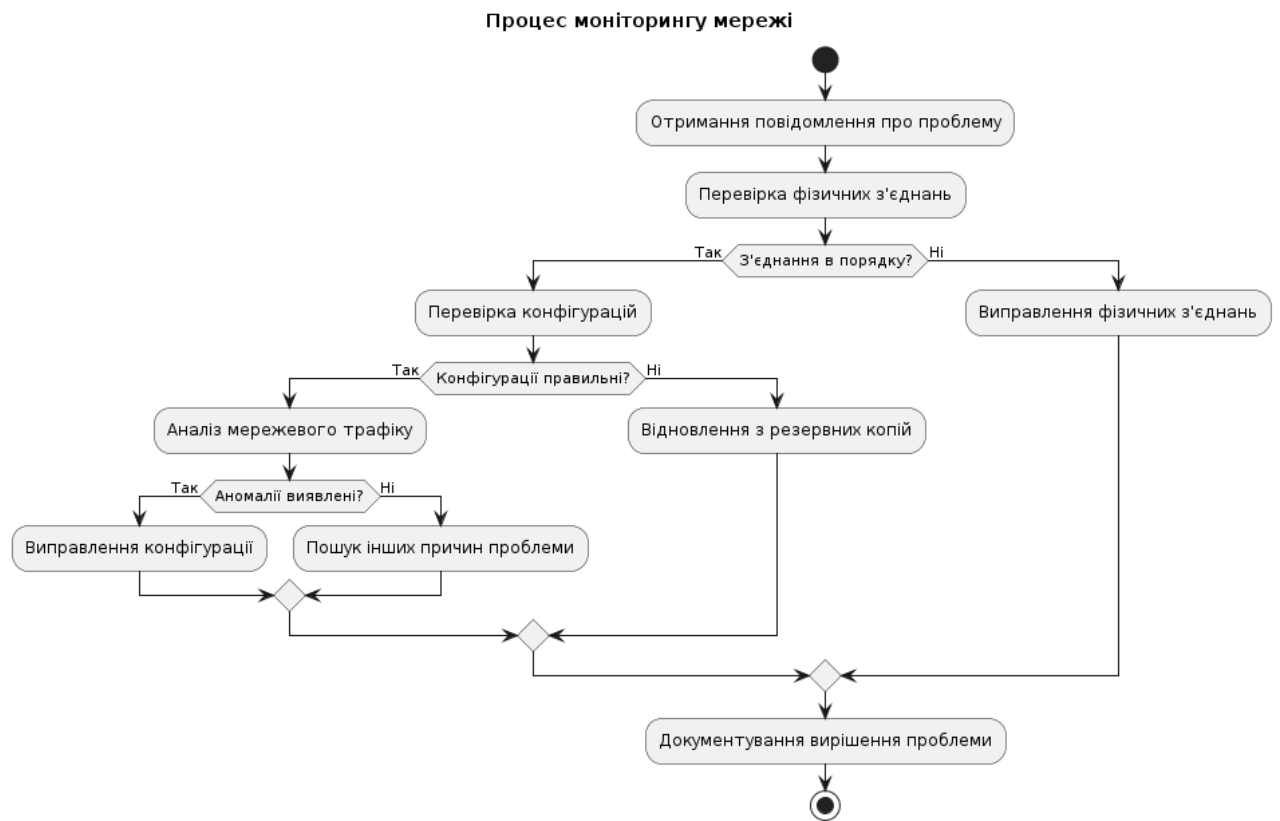 Процес моніторингу мережі
Отримання повідомлення про проблему
Перевірка фізичних з'єднань
Так
З'єднання в порядку?
Ні
Перевірка конфігурацій
Виправлення фізичних з'єднань
Так
Конфігурації правильні?
Ні
Аналіз мережевого трафіку
Відновлення з резервних копій
Так
Аномалії виявлені?
Ні
Виправлення конфігурації
Пошук інших причин проблеми
Документування вирішення проблеми